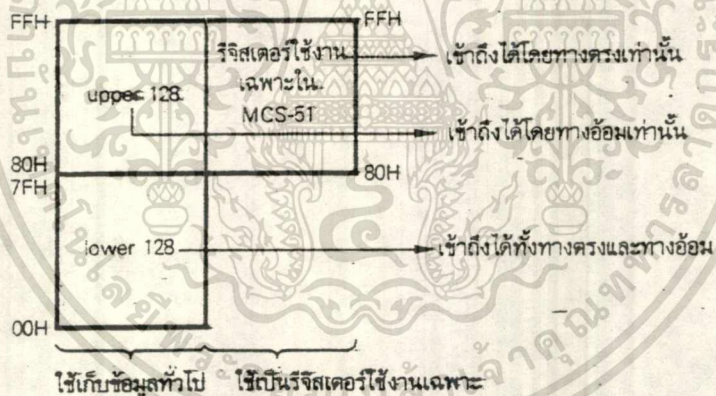 FFH
FFH
รีจิสเตอร์ใช้งาน
เฉพาะใน
MCS-51
เข้าถึงได้โดยทางตรงเท่านั้น
upper 128
เข้าถึงได้โดยทางอ้อมเท่านั้น
80H
80H
7FH
lower 128
เข้าถึงได้ทั้งทางตรงและทางอ้อม
00H
ใช้เก็บข้อมูลทั่วไป
ใช้เป็นรีจิสเตอร์ใช้งานเฉพาะ